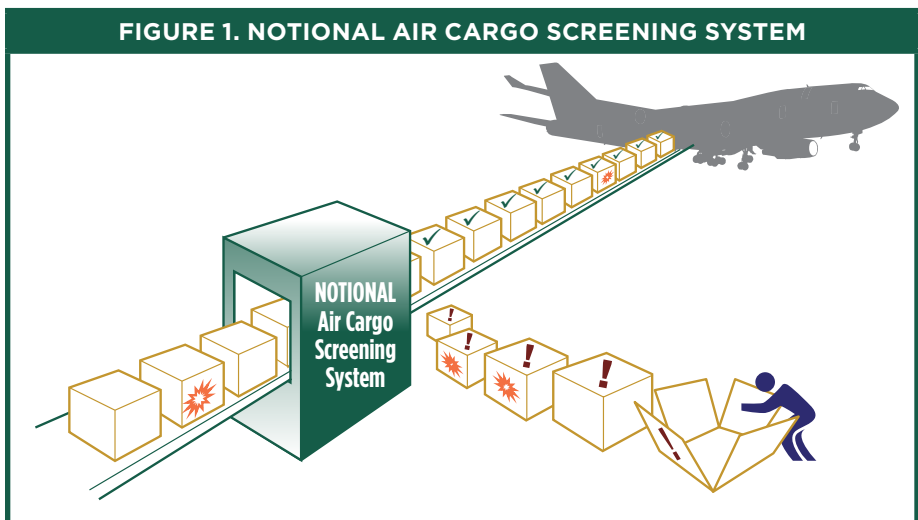 FIGURE 1. NOTIONAL AIR CARGO SCREENING SYSTEM
NOTIONAL
Air Cargo
Screening
System
!
!
!
!
!